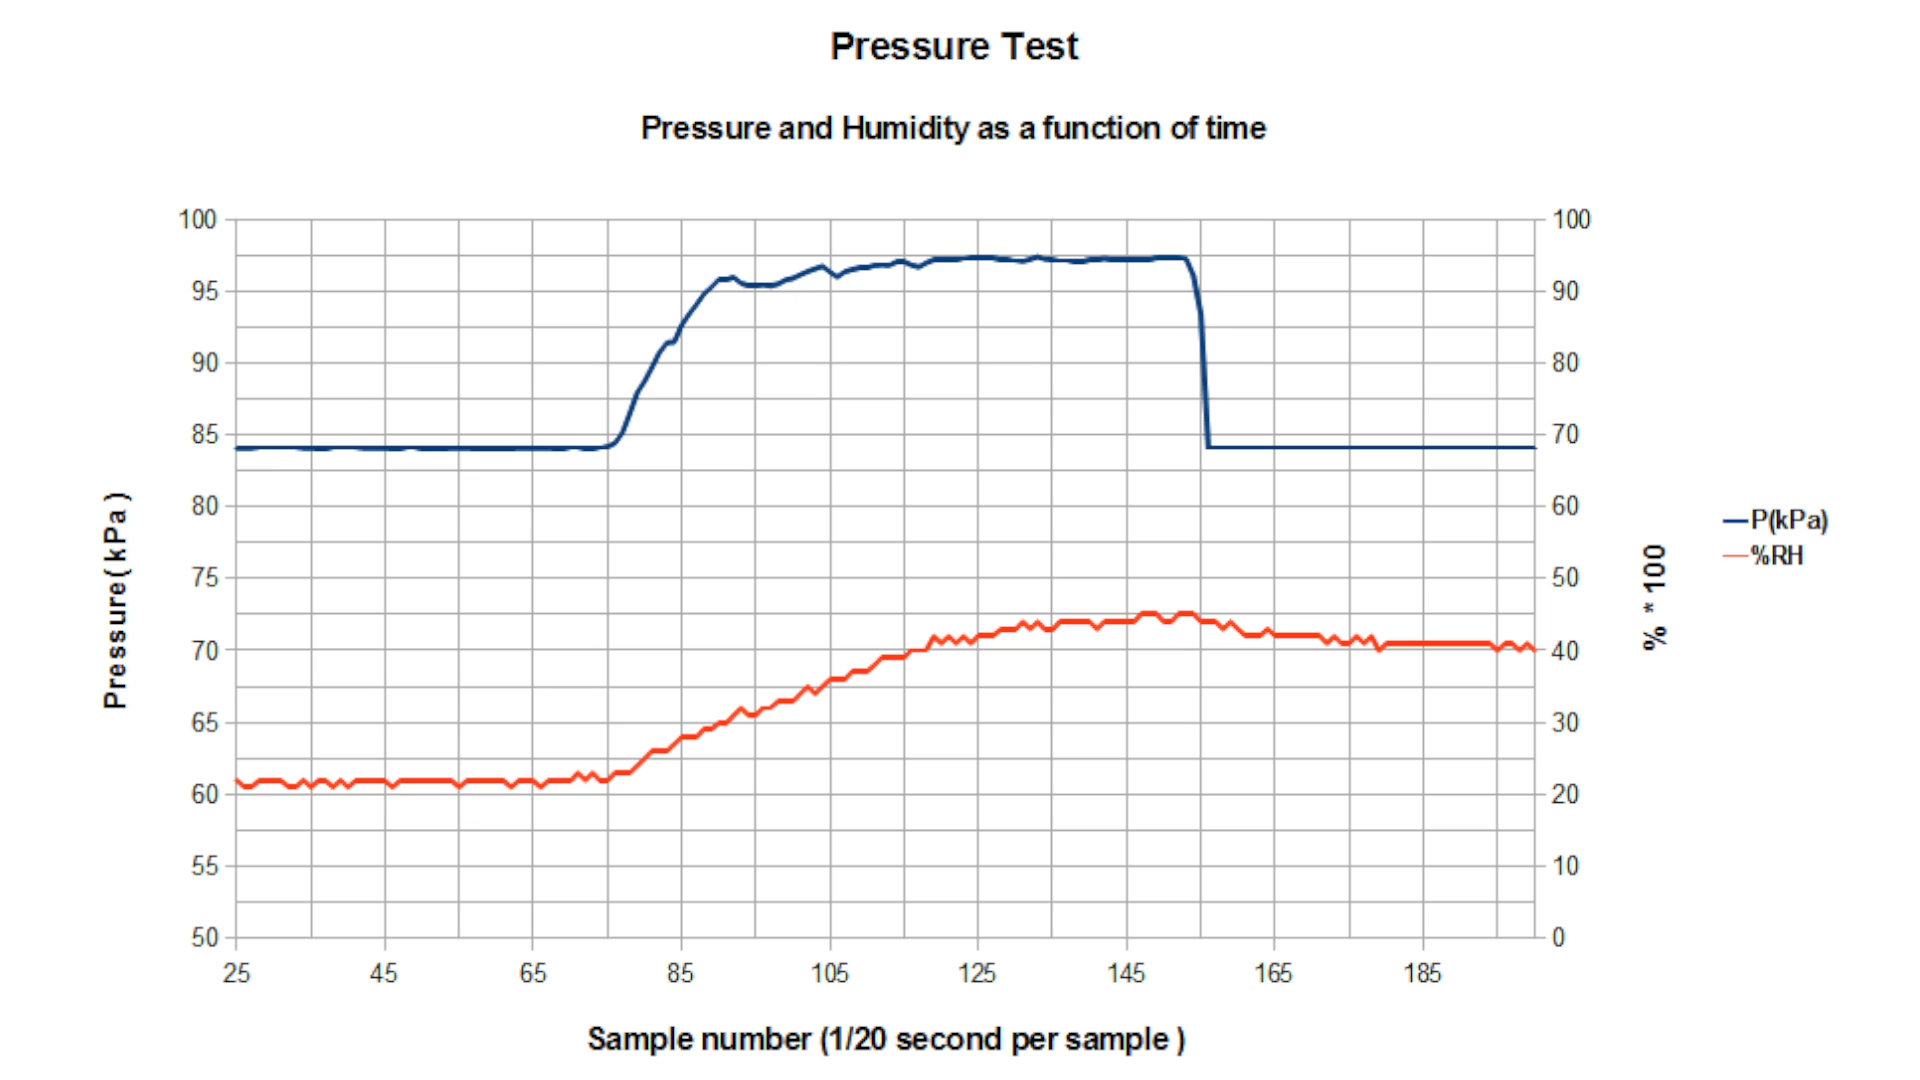 Pressure Test
Pressure and Humidity as a function of time
100
95
90
85
80
75
70
65
60
55
50
100
90
80
70
60
50
40
30
20
10
0
Pressure( kPa )
% * 100
P(kPa)
%RH
25 45 65 85 105 125 145 165 185
Sample number (1/20 second per sample )